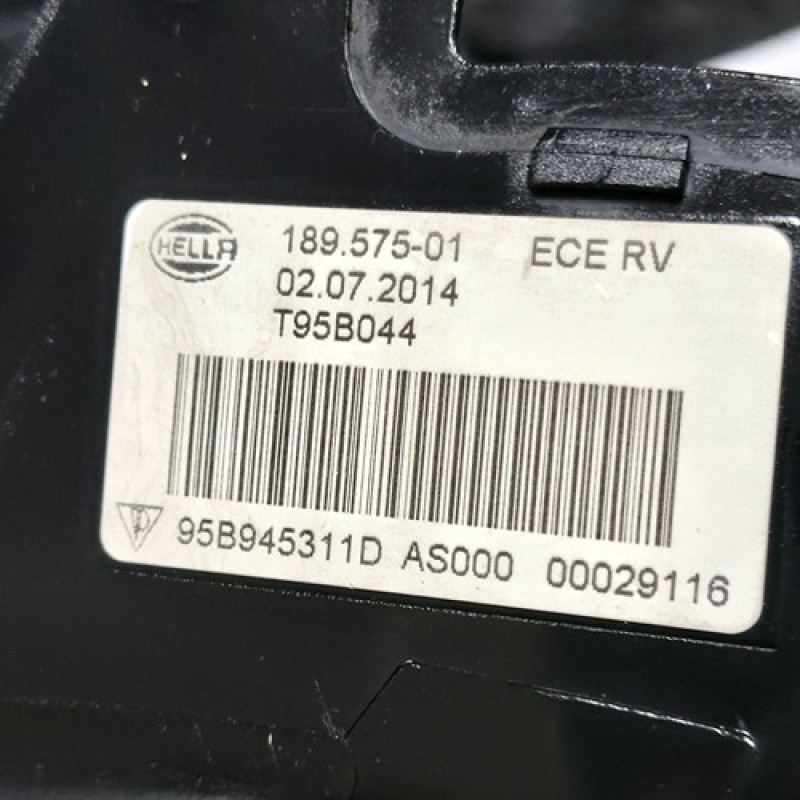 HELLA 189.575-01 ECE RV
02.07.2014
T95B044
95B945311D AS000 00029116